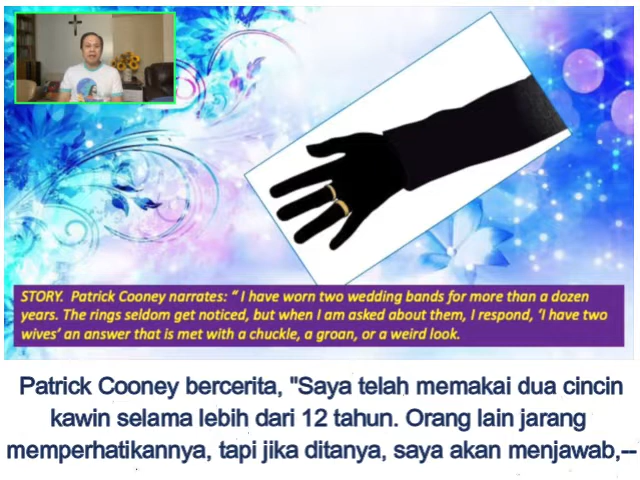 STORY. Patrick Cooney narrates: “ I have worn two wedding bands for more than a dozen
years. The rings seldom get noticed, but when I am asked about them, I respond, ‘I have two
wives’ an answer that is met with a chuckle, a groan, or a weird look.
Patrick Cooney bercerita, "Saya telah memakai dua cincin
kawin selama lebih dari 12 tahun. Orang lain jarang
memperhatikannya, tapi jika ditanya, saya akan menjawab,--